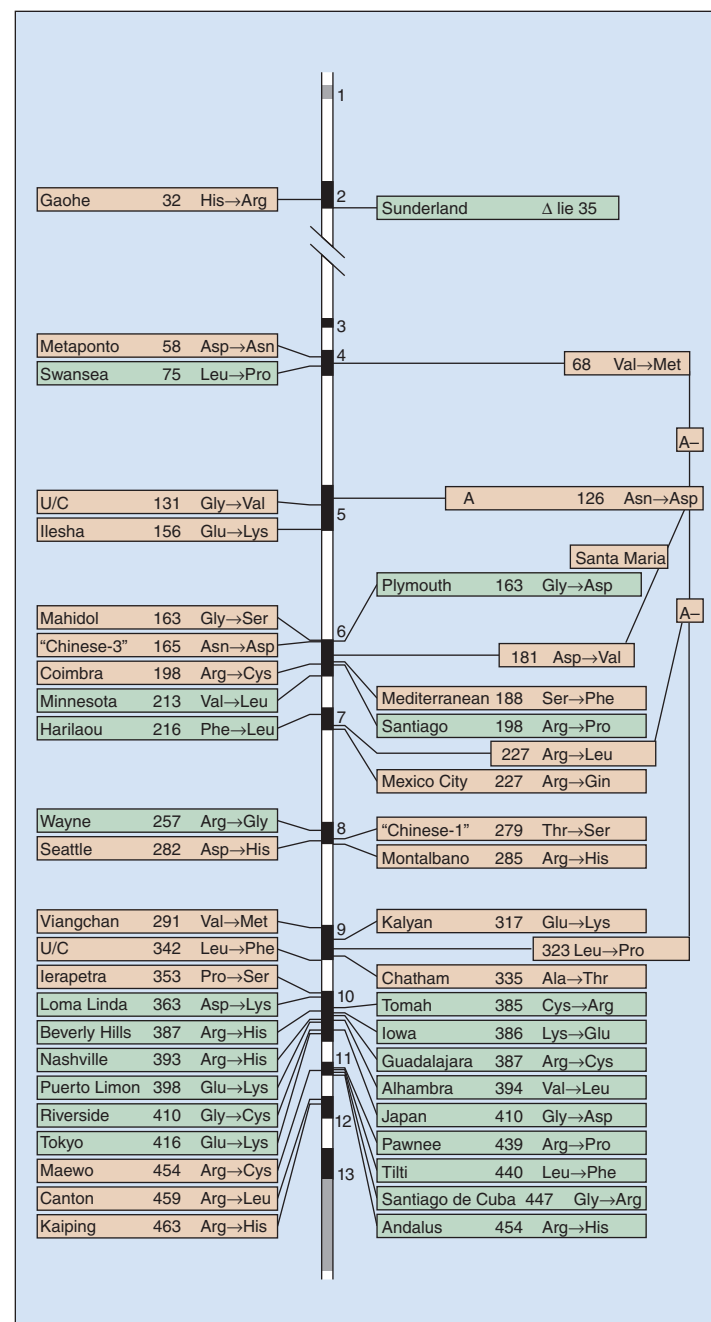 1
Gaohe 32 His→Arg
2
Sunderland Δ lie 35
3
Metaponto 58 Asp→Asn
4
Swansea 75 Leu→Pro
68 Val→Met
A–
U/C 131 Gly→Val
A 126 Asn→Asp
5
Ilesha 156 Glu→Lys
Santa Maria
Plymouth 163 Gly→Asp
A–
Mahidol 163 Gly→Ser
6
"Chinese-3" 165 Asn→Asp
181 Asp→Val
Coimbra 198 Arg→Cys
Mediterranean 188 Ser→Phe
Minnesota 213 Val→Leu
Santiago 198 Arg→Pro
Harilaou 216 Phe→Leu
7
227 Arg→Leu
Mexico City 227 Arg→Gin
Wayne 257 Arg→Gly
8
"Chinese-1" 279 Thr→Ser
Seattle 282 Asp→His
Montalbano 285 Arg→His
Viangchan 291 Val→Met
9
Kalyan 317 Glu→Lys
U/C 342 Leu→Phe
323 Leu→Pro
Ierapetra 353 Pro→Ser
Chatham 335 Ala→Thr
Loma Linda 363 Asp→Lys
10
Tomah 385 Cys→Arg
Beverly Hills 387 Arg→His
Iowa 386 Lys→Glu
Nashville 393 Arg→His
Guadalajara 387 Arg→Cys
11
Puerto Limon 398 Glu→Lys
Alhambra 394 Val→Leu
Riverside 410 Gly→Cys
Japan 410 Gly→Asp
12
Tokyo 416 Glu→Lys
Pawnee 439 Arg→Pro
Maewo 454 Arg→Cys
13
Tilti 440 Leu→Phe
Canton 459 Arg→Leu
Santiago de Cuba 447 Gly→Arg
Kaiping 463 Arg→His
Andalus 454 Arg→His